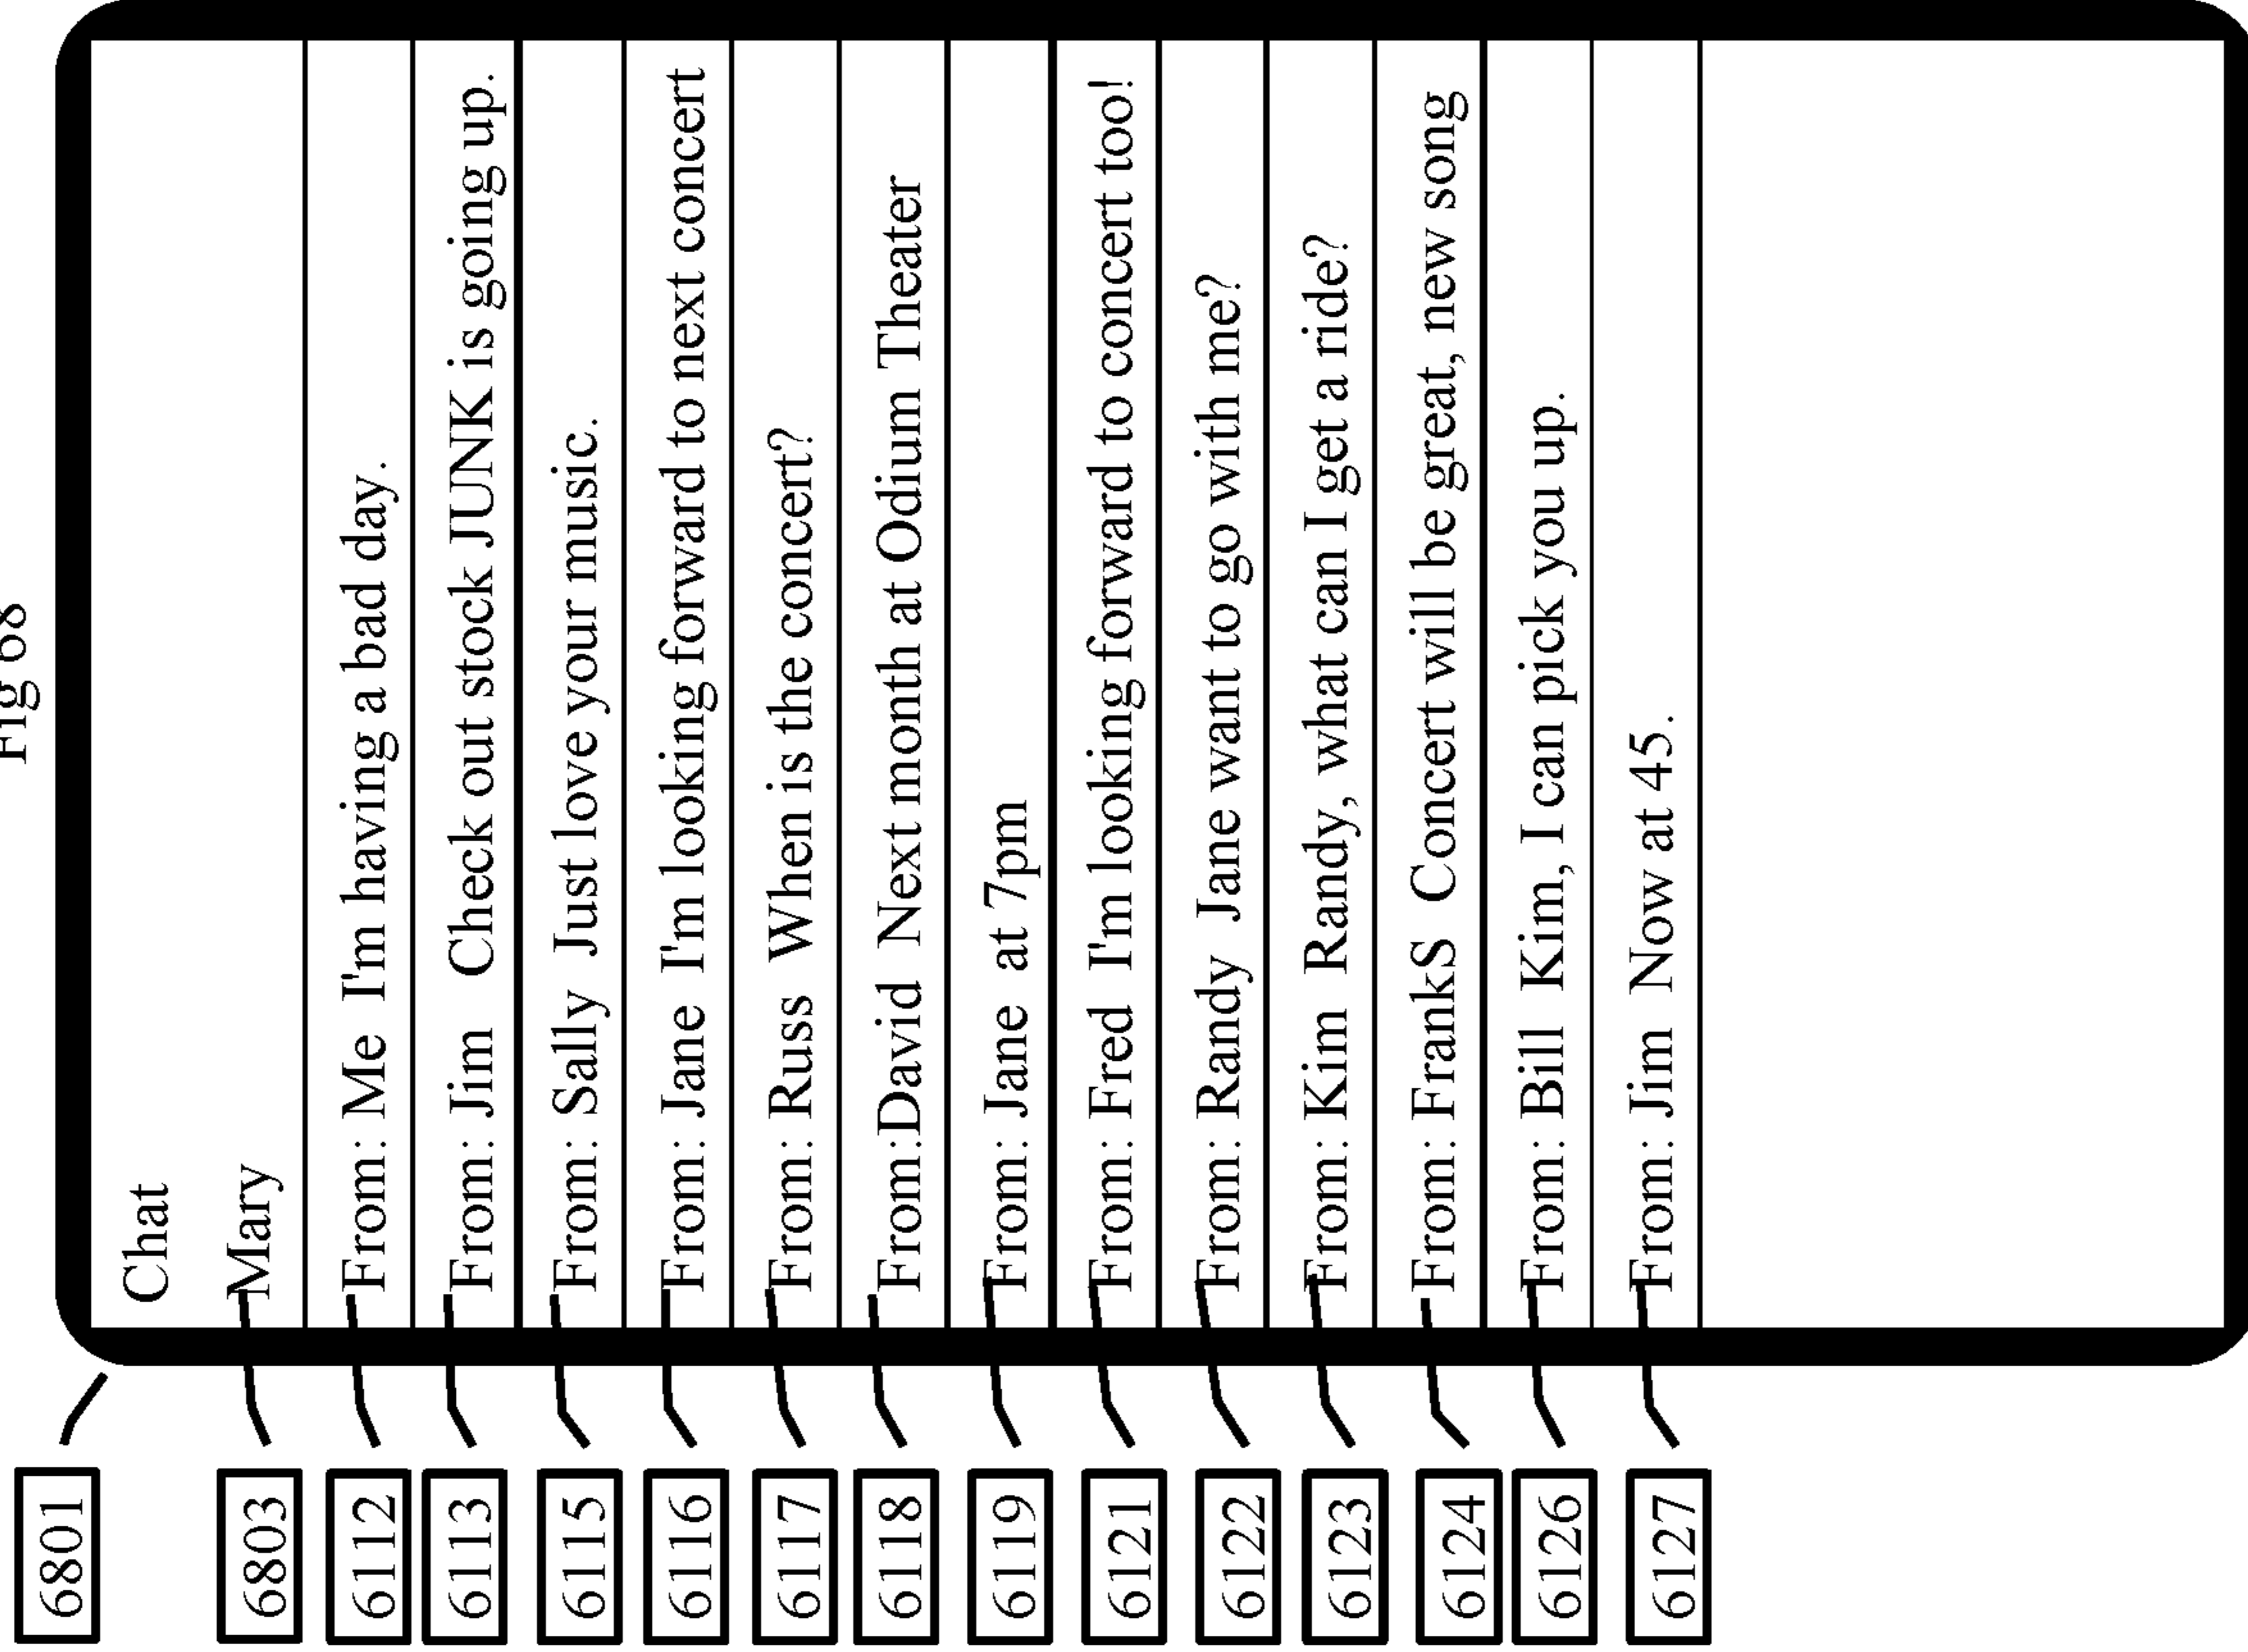 Fig 68
6801
Chat
6803 Mary
6112 From: Me I'm having a bad day.
6113 From: Jim Check out stock JUNK is going up.
6115 From: Sally Just love your music.
6116 From: Jane I'm looking forward to next concert
6117 From: Russ When is the concert?
6118 From:David Next month at Odium Theater
6119 From: Jane at 7pm
6121 From: Fred I'm looking forward to concert too!
6122 From: Randy Jane want to go with me?
6123 From: Kim Randy, what can I get a ride?
6124 From: FrankS Concert will be great, new song
6126 From: Bill Kim, I can pick you up.
6127 From: Jim Now at 45.